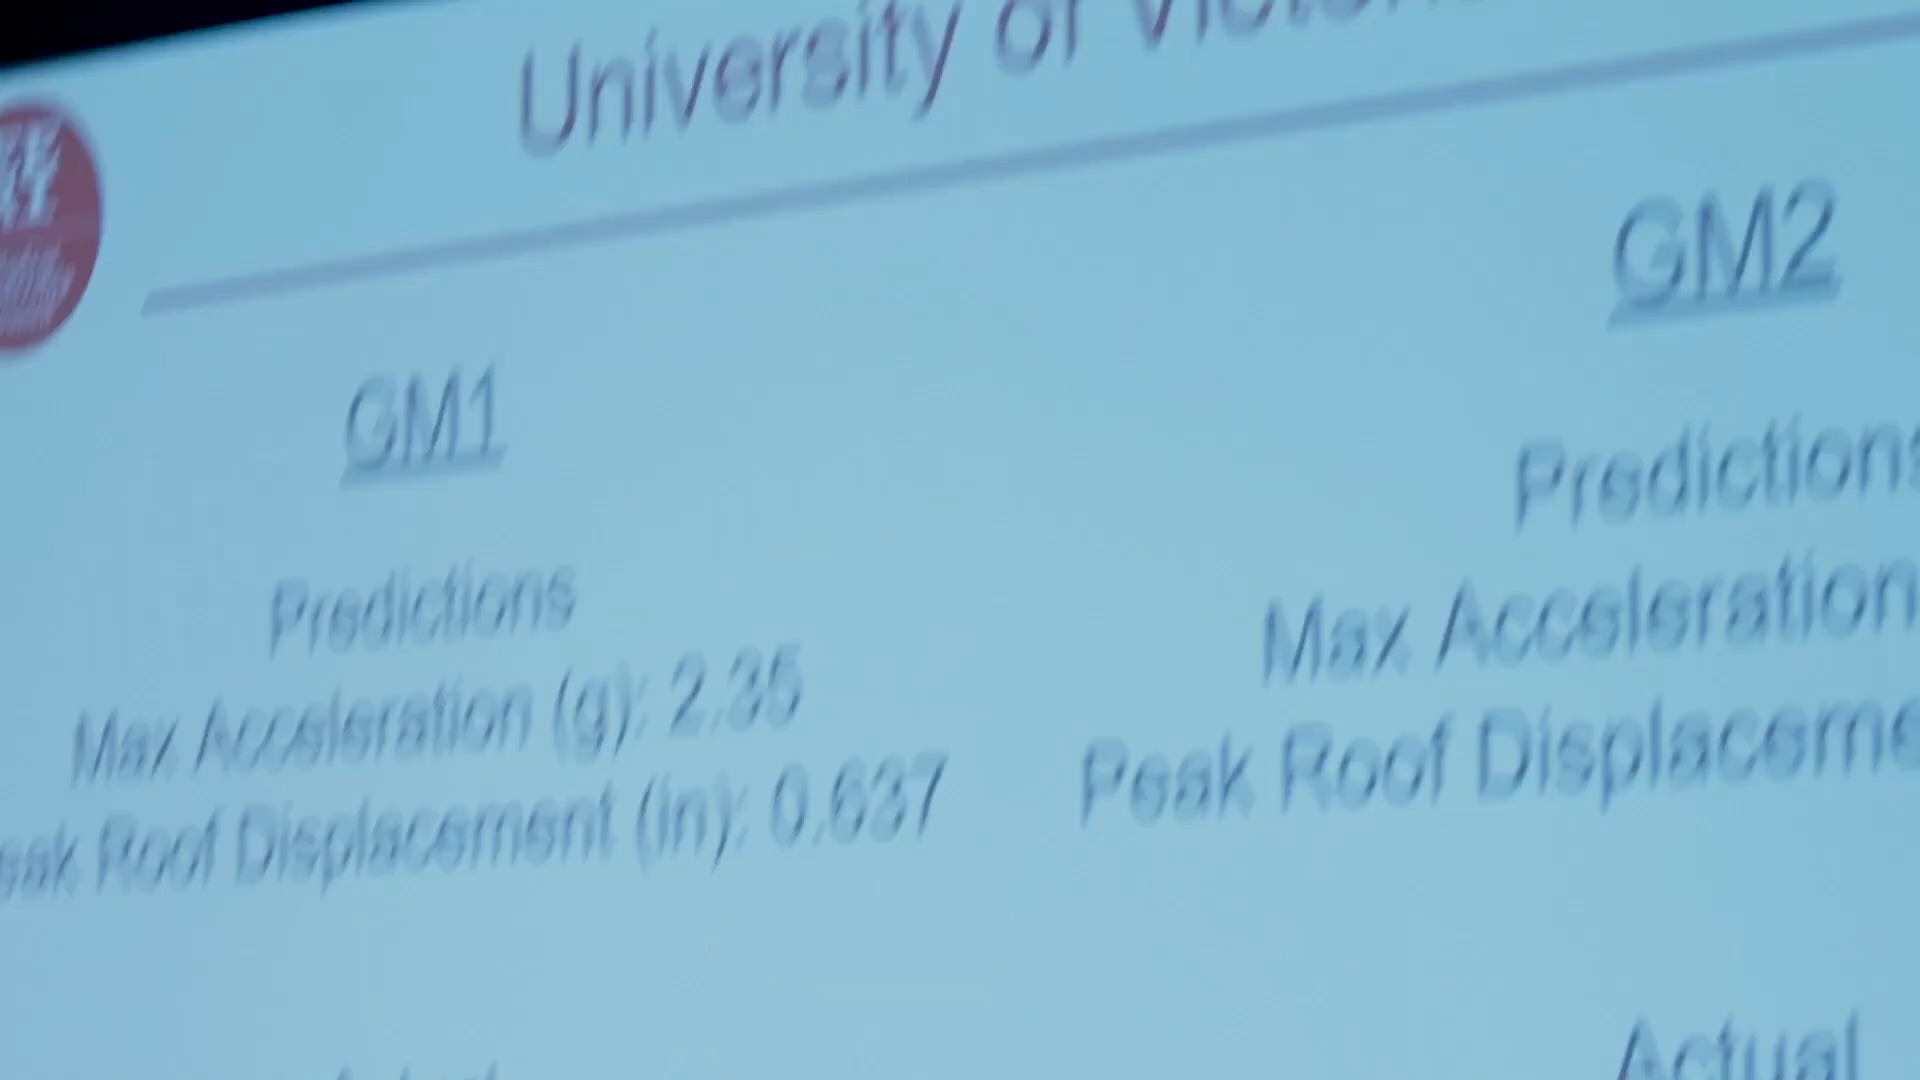 University of
GM1
Predictions
Max Acceleration (g): 2.35
Roof Displacement (in): 0.637
GM2
Predictions
Max Acceleration
Peak Roof Displaceme
Actual